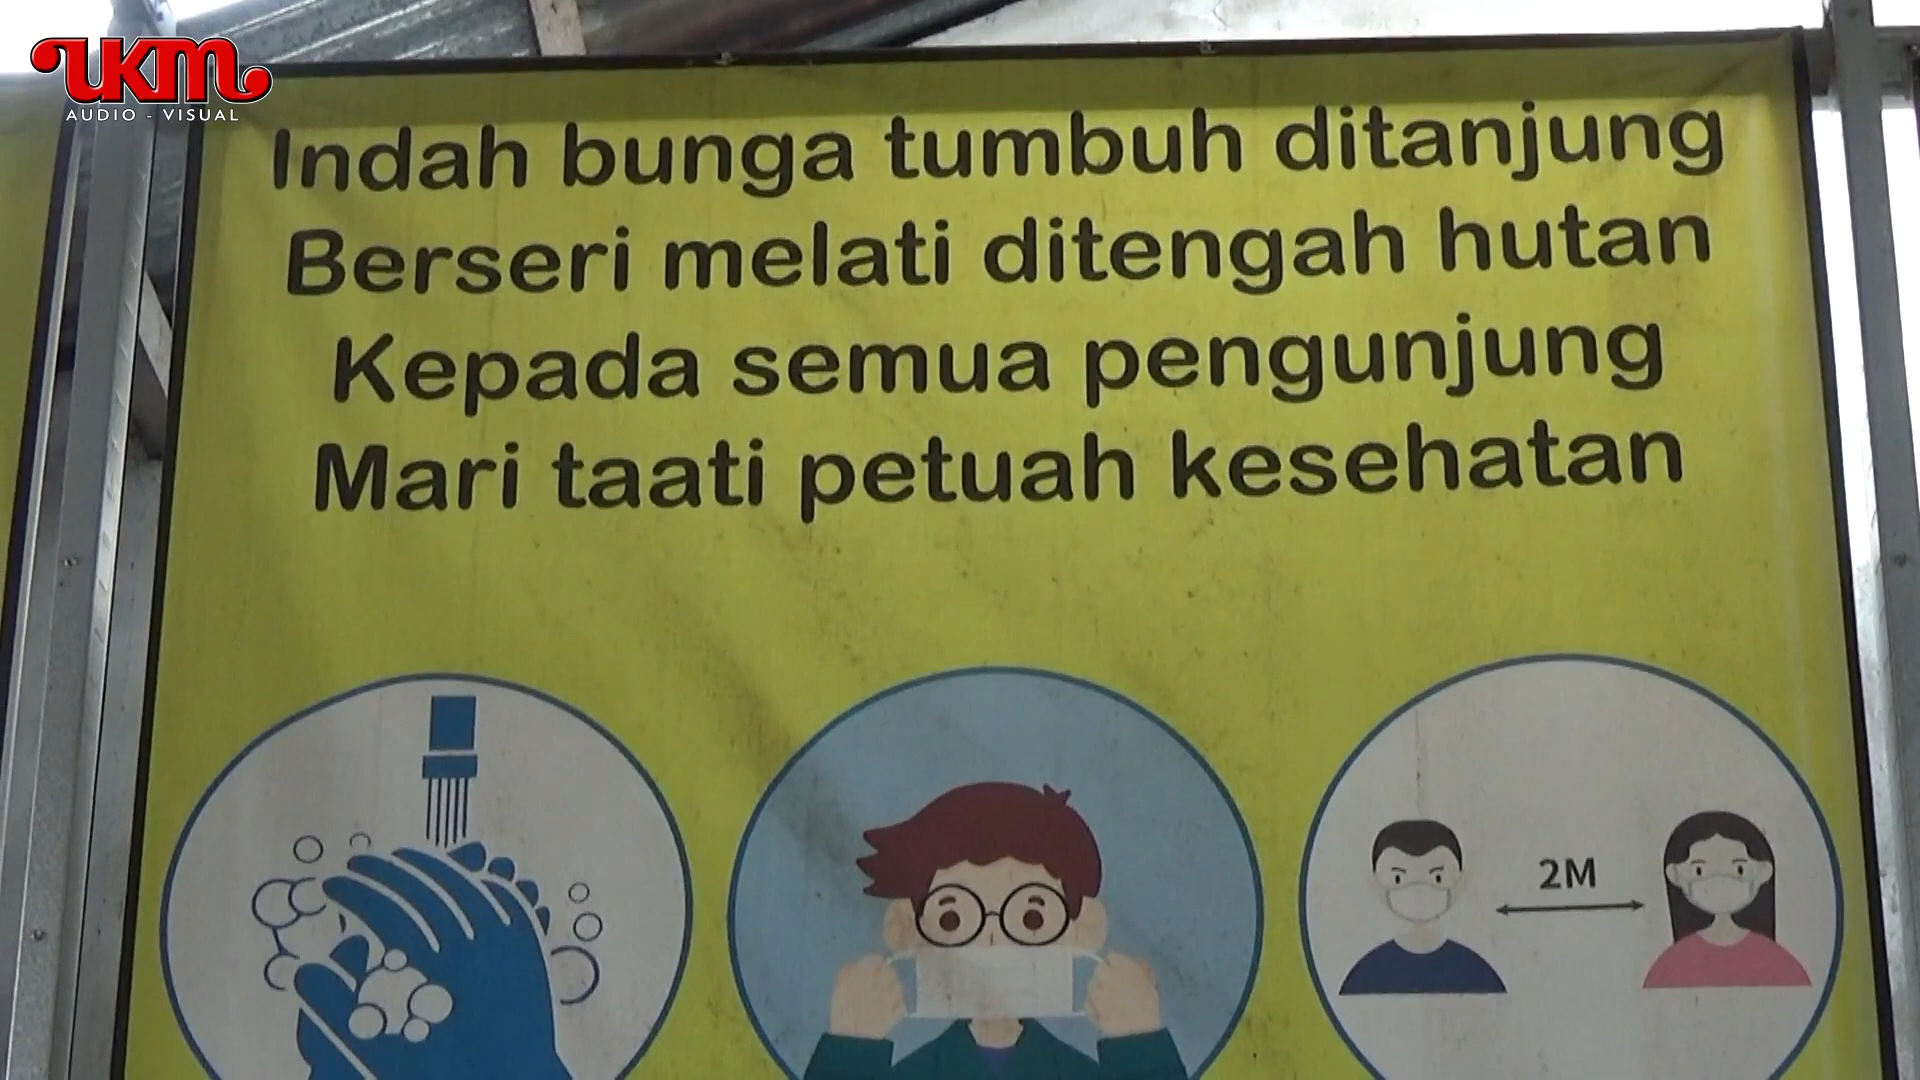 UKM
AUDIO - VISUAL
Indah bunga tumbuh ditanjung
Berseri melati ditengah hutan
Kepada semua pengunjung
Mari taati petuah kesehatan
2M